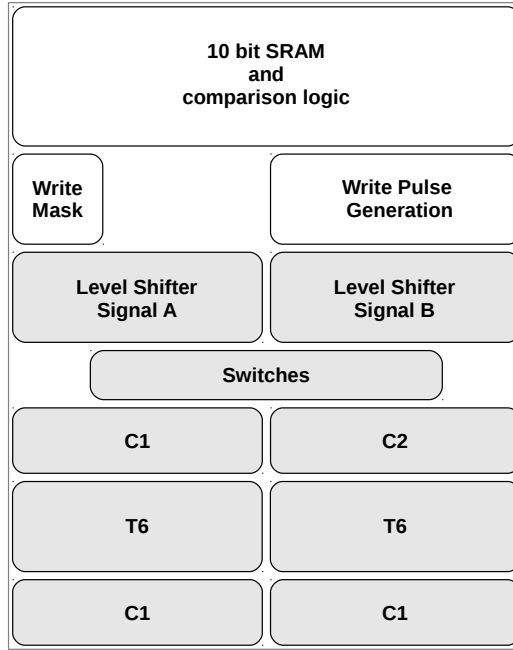 10 bit SRAM
and
comparison logic
Write
Mask
Write Pulse
Generation
Level Shifter
Signal A
Level Shifter
Signal B
Switches
C1
C2
T6
T6
C1
C1